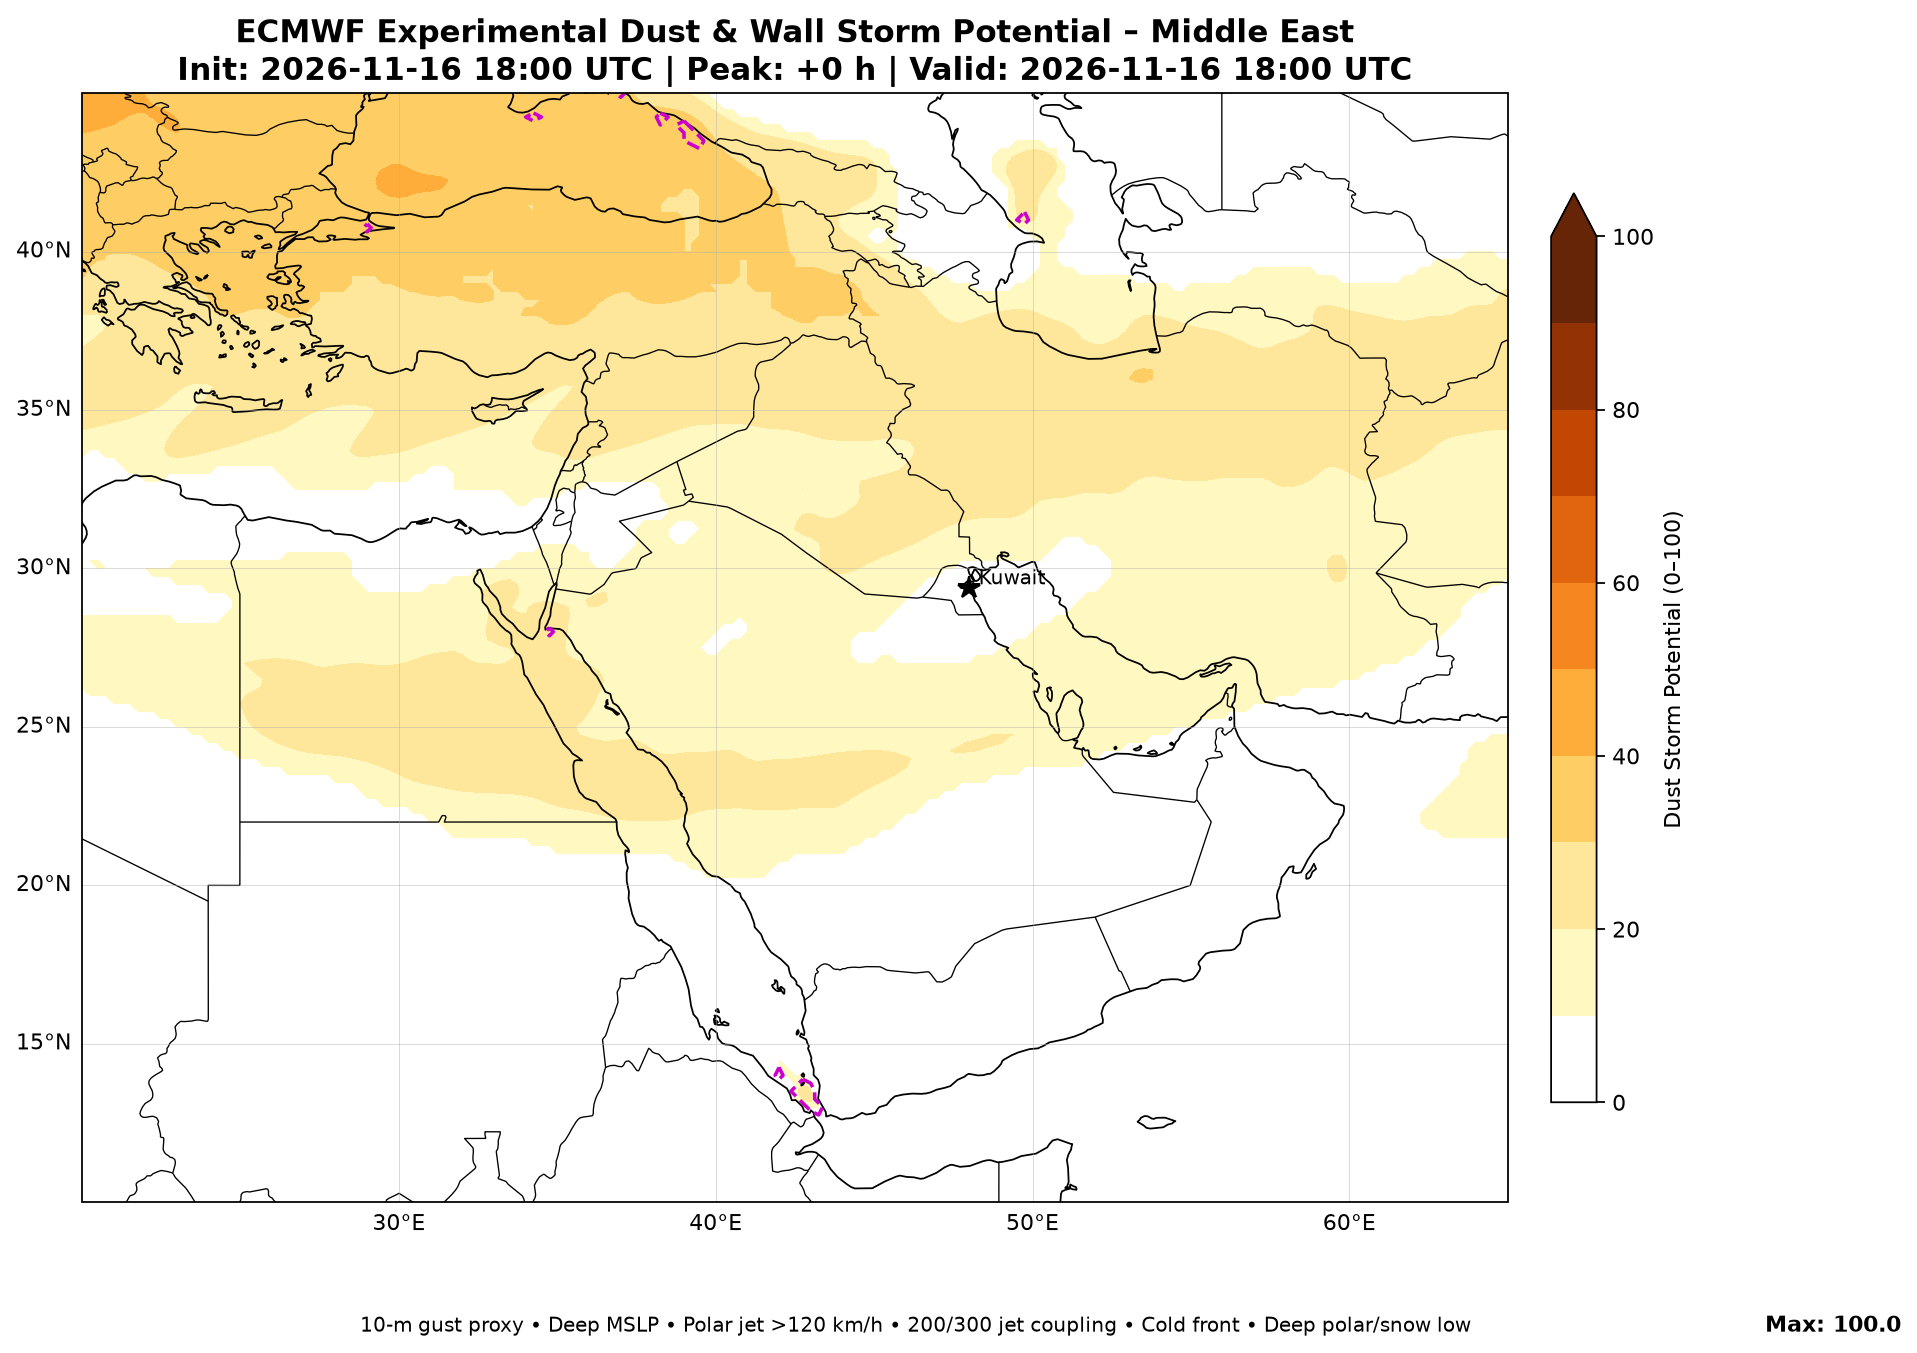 ECMWF Experimental Dust & Wall Storm Potential – Middle East
Init: 2026-11-16 18:00 UTC | Peak: +0 h | Valid: 2026-11-16 18:00 UTC
40°N
35°N
30°N
25°N
20°N
15°N
Kuwait
30°E
40°E
50°E
60°E
100
80
60
40
20
0
Dust Storm Potential (0–100)
10-m gust proxy • Deep MSLP • Polar jet >120 km/h • 200/300 jet coupling • Cold front • Deep polar/snow low
Max: 100.0